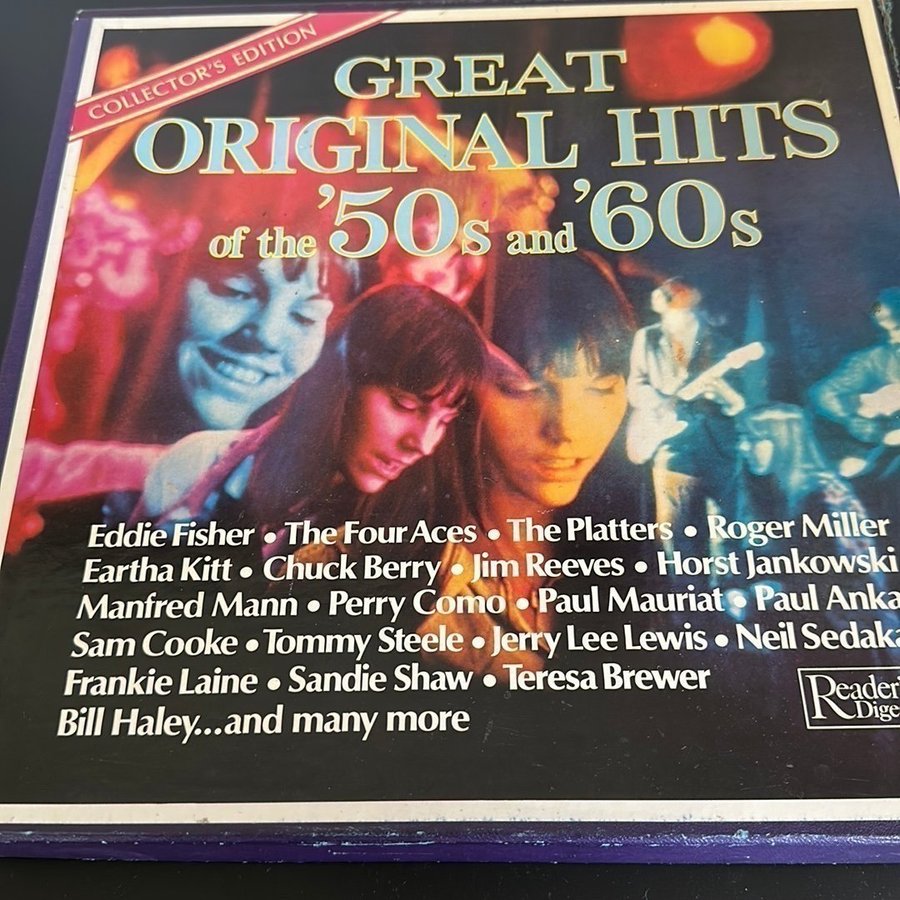 COLLECTOR'S EDITION
GREAT
ORIGINAL HITS
of the '50s and '60s
Eddie Fisher • The Four Aces • The Platters • Roger Miller
Eartha Kitt • Chuck Berry • Jim Reeves • Horst Jankowski
Manfred Mann • Perry Como • Paul Mauriat • Paul Anka
Sam Cooke • Tommy Steele • Jerry Lee Lewis • Neil Sedaka
Frankie Laine • Sandie Shaw • Teresa Brewer
Bill Haley...and many more
Reader'
Dige